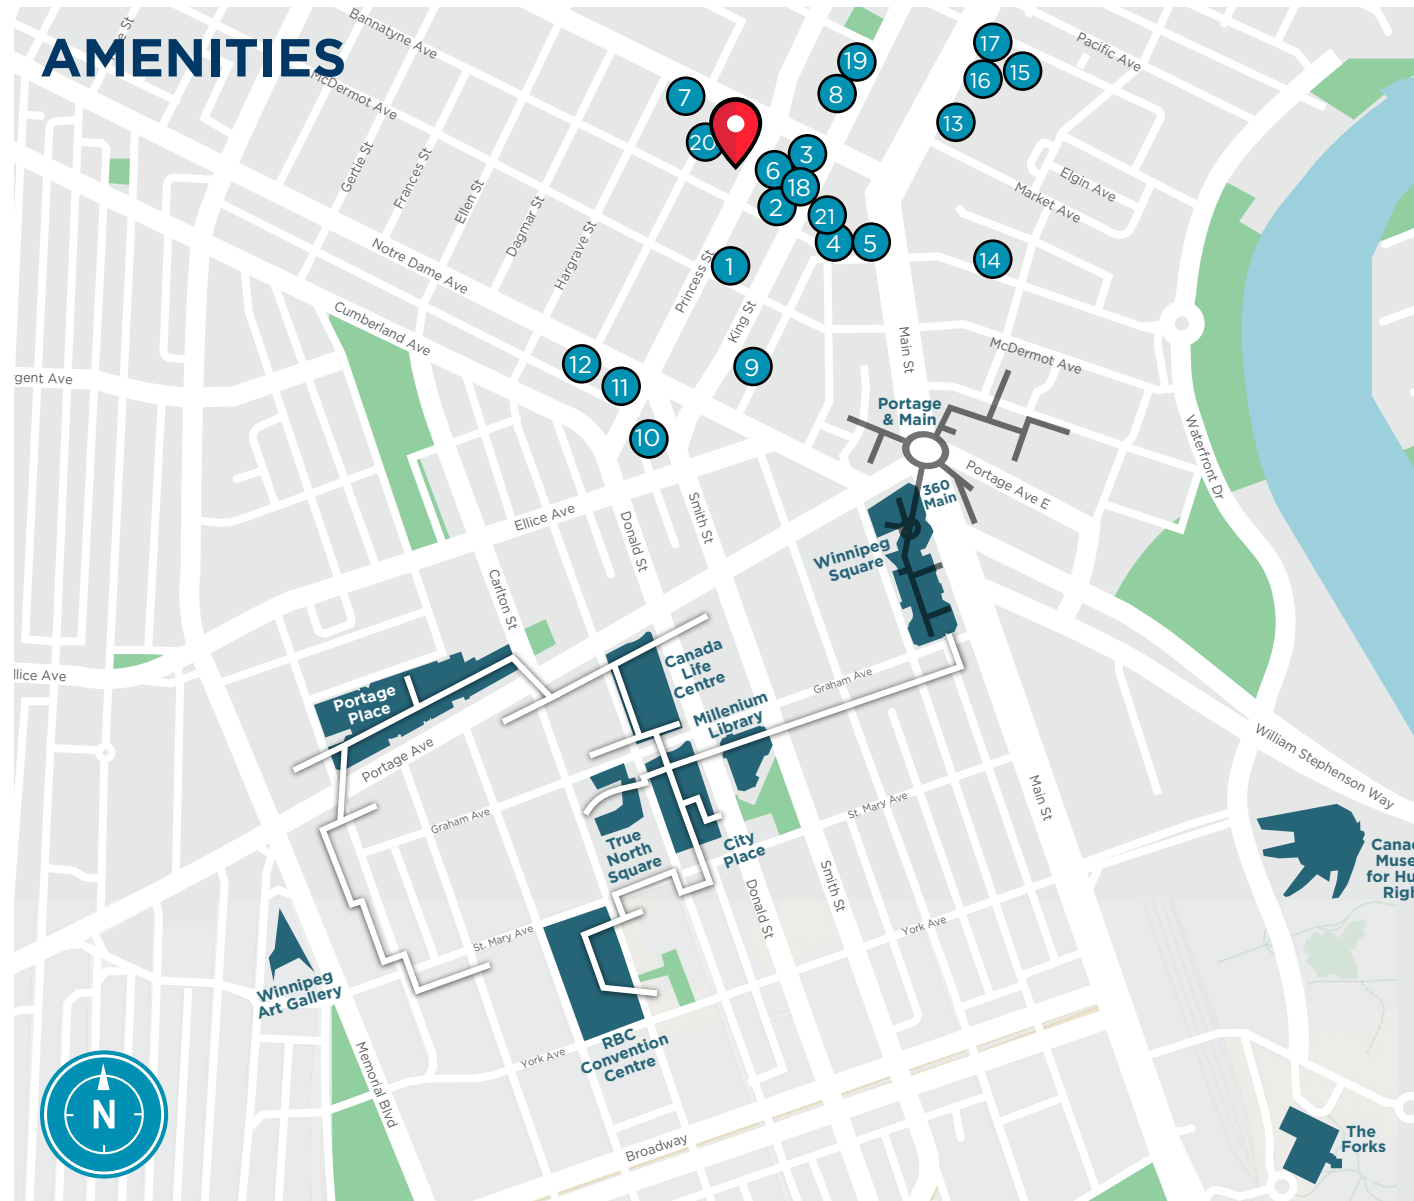 AMENITIES
Bannatyne Ave
McDermot Ave
Pacific Ave
17
19
15
16
7
8
13
20
3
6
18
2
21
4
5
14
1
Elgin Ave
Market Ave
Gertie St
Frances St
Ellen St
Dagmar St
Hargrave St
Princess St
King St
Notre Dame Ave
Cumberland Ave
Main St
McDermot Ave
12
11
9
10
Portage
& Main
Waterfront Dr
Portage Ave E
360
Main
Winnipeg
Square
Ellice Ave
Donald St
Smith St
Carlton St
Canada
Life
Centre
Graham Ave
Portage
Place
Millenium
Library
Portage Ave
William Stephenson Way
Graham Ave
St. Mary Ave
Main St
True
North
Square
City
Place
Donald St
Smith St
St. Mary Ave
York Ave
Winnipeg
Art Gallery
RBC
Convention
Centre
York Ave
Memorial Blvd
Broadway
N
The
Forks